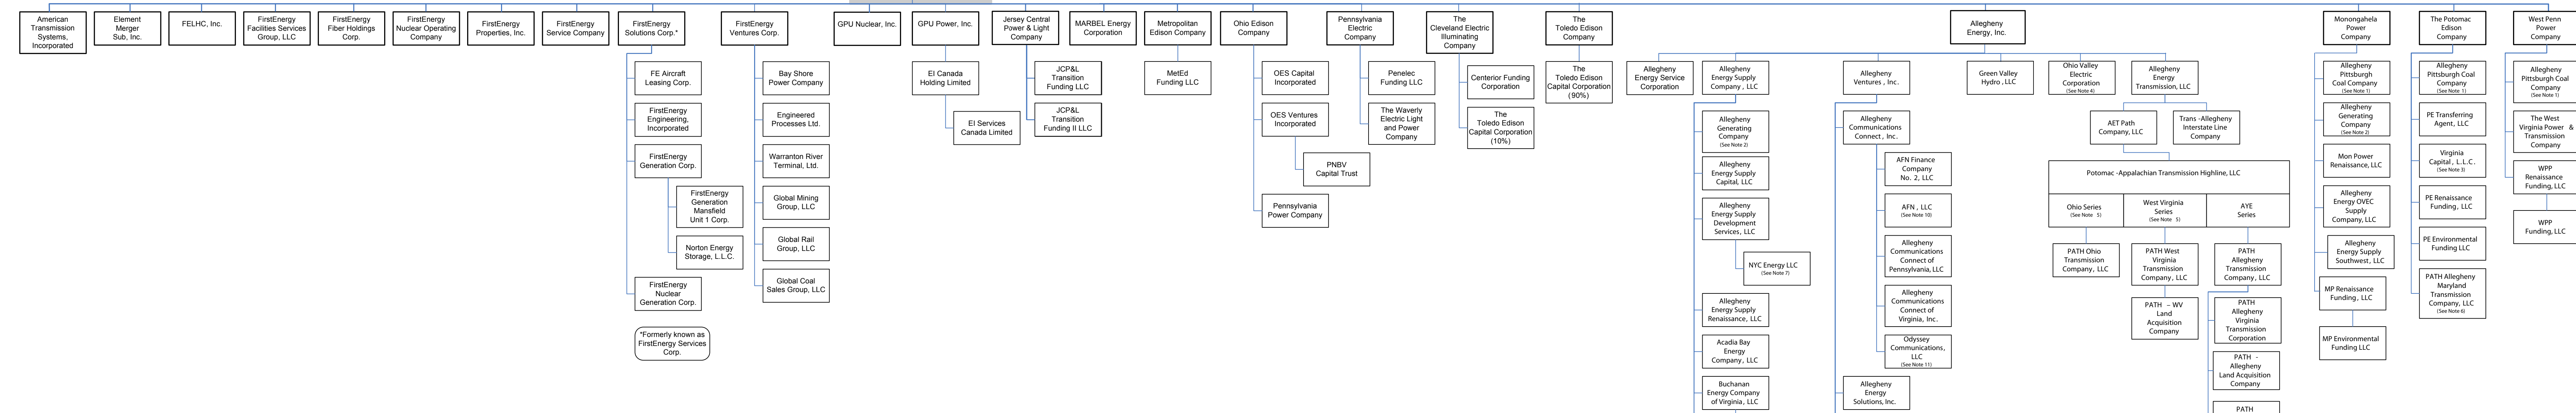 American
Transmission
Systems,
Incorporated
Element
Merger
Sub, Inc.
FELHC, Inc.
FirstEnergy
Facilities Services
Group, LLC
FirstEnergy
Fiber Holdings
Corp.
FirstEnergy
Nuclear Operating
Company
FirstEnergy
Properties, Inc.
FirstEnergy
Service Company
FirstEnergy
Solutions Corp.*
FirstEnergy
Ventures Corp.
GPU Nuclear, Inc.
GPU Power, Inc.
Jersey Central
Power & Light
Company
MARBEL Energy
Corporation
Metropolitan
Edison Company
Ohio Edison
Company
Pennsylvania
Electric
Company
The
Cleveland Electric
Illuminating
Company
The
Toledo Edison
Company
Allegheny
Energy, Inc.
Monongahela
Power
Company
The Potomac
Edison
Company
West Penn
Power
Company
FE Aircraft
Leasing Corp.
FirstEnergy
Engineering,
Incorporated
FirstEnergy
Generation Corp.
FirstEnergy
Generation
Mansfield
Unit 1 Corp.
Norton Energy
Storage, L.L.C.
FirstEnergy
Nuclear
Generation Corp.
*Formerly known as
FirstEnergy Services
Corp.
Bay Shore
Power Company
Engineered
Processes Ltd.
Warranton River
Terminal, Ltd.
Global Mining
Group, LLC
Global Rail
Group, LLC
Global Coal
Sales Group, LLC
EI Canada
Holding Limited
EI Services
Canada Limited
JCP&L
Transition
Funding LLC
JCP&L
Transition
Funding II LLC
MetEd
Funding LLC
OES Capital
Incorporated
OES Ventures
Incorporated
PNBV
Capital Trust
Pennsylvania
Power Company
Penelec
Funding LLC
The Waverly
Electric Light
and Power
Company
Centerior Funding
Corporation
The
Toledo Edison
Capital Corporation
(10%)
The
Toledo Edison
Capital Corporation
(90%)
Allegheny
Energy Service
Corporation
Allegheny
Energy Supply
Company , LLC
Allegheny
Generating
Company
(See Note 2)
Allegheny
Energy Supply
Capital, LLC
Allegheny
Energy Supply
Development
Services, LLC
NYC Energy LLC
(See Note 7)
Allegheny
Energy Supply
Renaissance, LLC
Acadia Bay
Energy
Company , LLC
Buchanan
Energy Company
of Virginia , LLC
Allegheny
Ventures , Inc.
Allegheny
Communications
Connect , Inc.
AFN Finance
Company
No. 2, LLC
AFN , LLC
(See Note 10)
Allegheny
Communications
Connect of
Pennsylvania, LLC
Allegheny
Communications
Connect of
Virginia, Inc.
Odyssey
Communications,
LLC
(See Note 11)
Allegheny
Energy
Solutions, Inc.
Green Valley
Hydro , LLC
Ohio Valley
Electric
Corporation
(See Note 4)
Allegheny
Energy
Transmission, LLC
AET Path
Company, LLC
Trans -Allegheny
Interstate Line
Company
Potomac -Appalachian Transmission Highline, LLC
Ohio Series
(See Note 5)
West Virginia
Series
(See Note 5)
AYE
Series
PATH Ohio
Transmission
Company , LLC
PATH West
Virginia
Transmission
Company , LLC
PATH – WV
Land
Acquisition
Company
PATH
Allegheny
Transmission
Company , LLC
PATH
Allegheny
Virginia
Transmission
Corporation
PATH -
Allegheny
Land Acquisition
Company
PATH
Allegheny
Pittsburgh
Coal Company
(See Note 1)
Allegheny
Generating
Company
(See Note 2)
Mon Power
Renaissance, LLC
Allegheny
Energy OVEC
Supply
Company, LLC
Allegheny
Energy Supply
Southwest, LLC
MP Renaissance
Funding , LLC
MP Environmental
Funding LLC
Allegheny
Pittsburgh Coal
Company
(See Note 1)
PE Transferring
Agent , LLC
Virginia
Capital , L.L.C.
(See Note 3)
PE Renaissance
Funding , LLC
PE Environmental
Funding LLC
PATH Allegheny
Maryland
Transmission
Company, LLC
(See Note 6)
Allegheny
Pittsburgh Coal
Company
(See Note 1)
The West
Virginia Power &
Transmission
Company
WPP
Renaissance
Funding, LLC
WPP
Funding, LLC